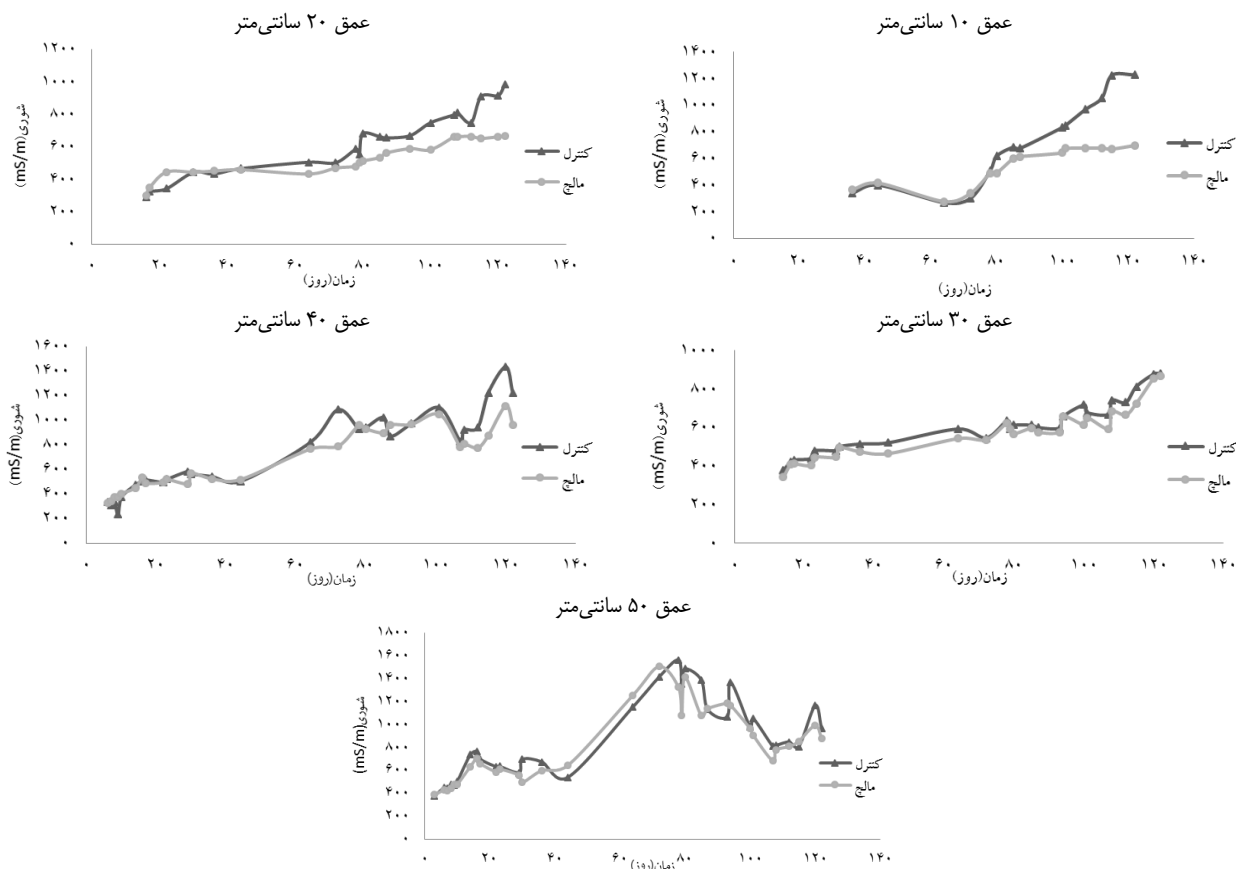 عمق ۱۰ سانتی‌متر
شوری(mS/m)
۱۴۰۰
۱۲۰۰
۱۰۰۰
۸۰۰
۶۰۰
۴۰۰
۲۰۰
۰
۰ ۲۰ ۴۰ ۶۰ ۸۰ ۱۰۰ ۱۲۰ ۱۴۰
زمان(روز)
کنترل
مالچ
عمق ۲۰ سانتی‌متر
شوری(mS/m)
۱۲۰۰
۱۰۰۰
۸۰۰
۶۰۰
۴۰۰
۲۰۰
۰
۰ ۲۰ ۴۰ ۶۰ ۸۰ ۱۰۰ ۱۲۰ ۱۴۰
زمان(روز)
کنترل
مالچ
عمق ۳۰ سانتی‌متر
شوری(mS/m)
۱۰۰۰
۸۰۰
۶۰۰
۴۰۰
۲۰۰
۰
۰ ۲۰ ۴۰ ۶۰ ۸۰ ۱۰۰ ۱۲۰ ۱۴۰
زمان(روز)
کنترل
مالچ
عمق ۴۰ سانتی‌متر
شوری(mS/m)
۱۶۰۰
۱۴۰۰
۱۲۰۰
۱۰۰۰
۸۰۰
۶۰۰
۴۰۰
۲۰۰
۰
۰ ۲۰ ۴۰ ۶۰ ۸۰ ۱۰۰ ۱۲۰ ۱۴۰
زمان(روز)
کنترل
مالچ
عمق ۵۰ سانتی‌متر
شوری(mS/m)
۱۸۰۰
۱۶۰۰
۱۴۰۰
۱۲۰۰
۱۰۰۰
۸۰۰
۶۰۰
۴۰۰
۲۰۰
۰
۰ ۲۰ ۴۰ ۶۰ ۸۰ ۱۰۰ ۱۲۰ ۱۴۰
زمان(روز)
کنترل
مالچ